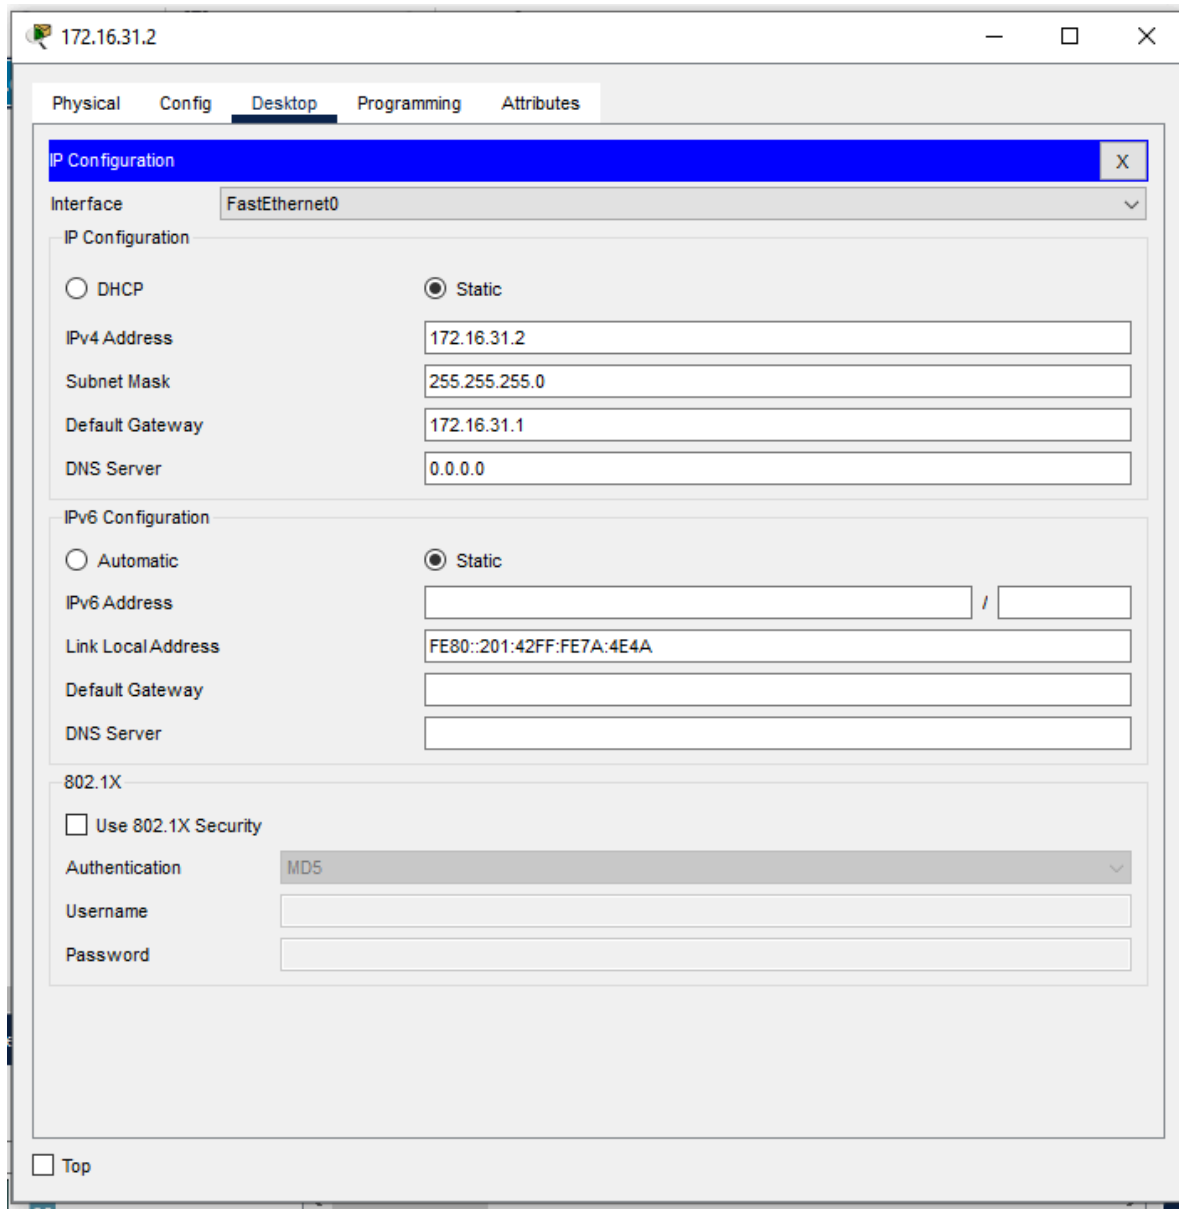 172.16.31.2
Physical Config Desktop Programming Attributes
IP Configuration X
Interface FastEthernet0
IP Configuration
DHCP Static
IPv4 Address 172.16.31.2
Subnet Mask 255.255.255.0
Default Gateway 172.16.31.1
DNS Server 0.0.0.0
IPv6 Configuration
Automatic Static
IPv6 Address /
Link Local Address FE80::201:42FF:FE7A:4E4A
Default Gateway
DNS Server
802.1X
Use 802.1X Security
Authentication MD5
Username
Password
Top